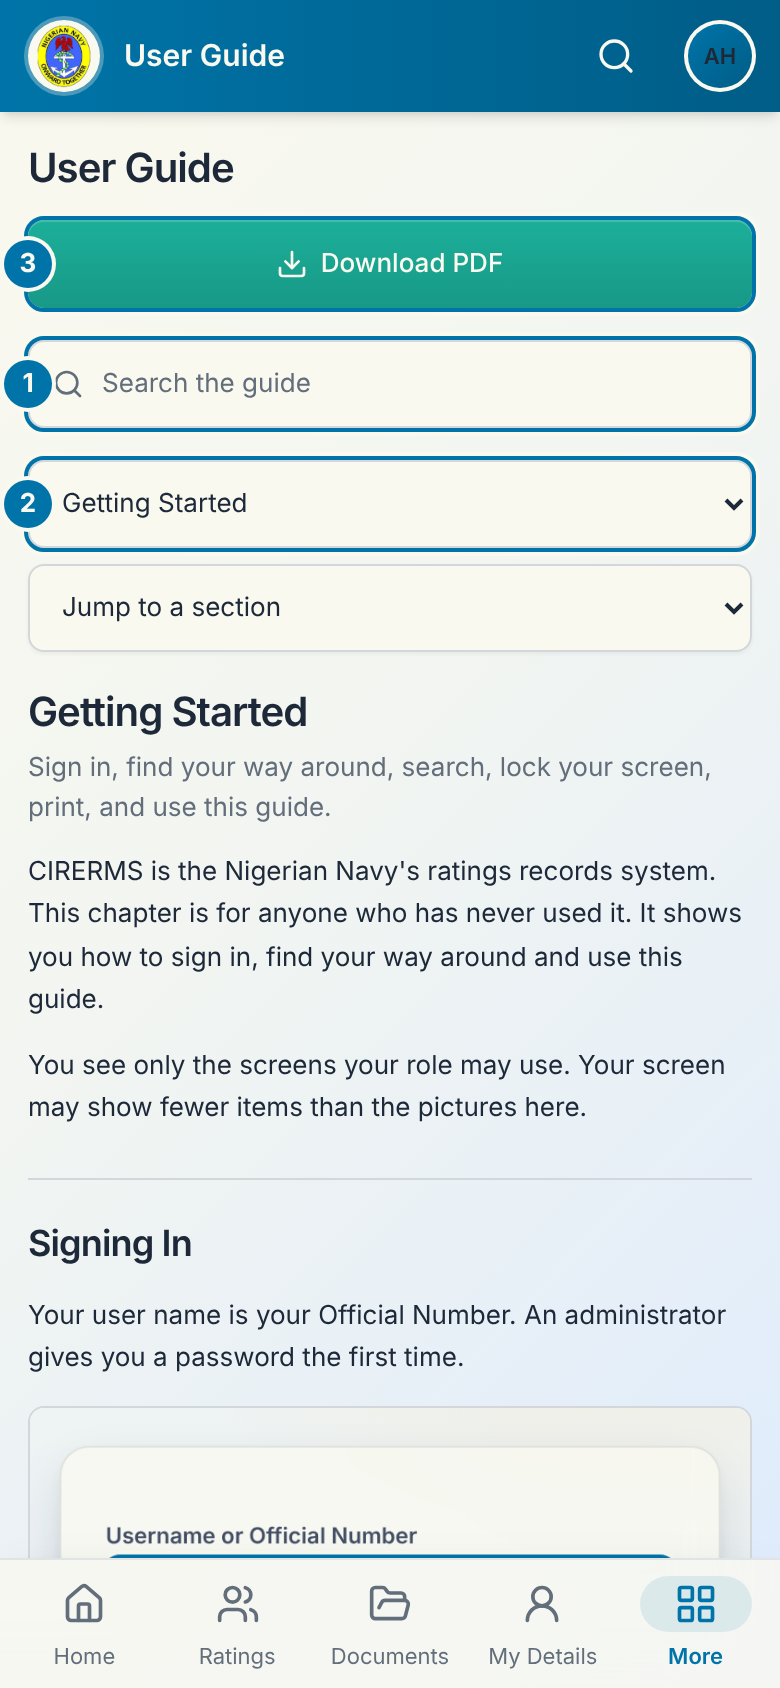 NIGERIAN NAVY
ONWARD TOGETHER
User Guide
AH
User Guide
3
Download PDF
1
Search the guide
2
Getting Started
Jump to a section
Getting Started
Sign in, find your way around, search, lock your screen,
print, and use this guide.
CIRERMS is the Nigerian Navy's ratings records system.
This chapter is for anyone who has never used it. It shows
you how to sign in, find your way around and use this
guide.
You see only the screens your role may use. Your screen
may show fewer items than the pictures here.
Signing In
Your user name is your Official Number. An administrator
gives you a password the first time.
Username or Official Number
Home
Ratings
Documents
My Details
More